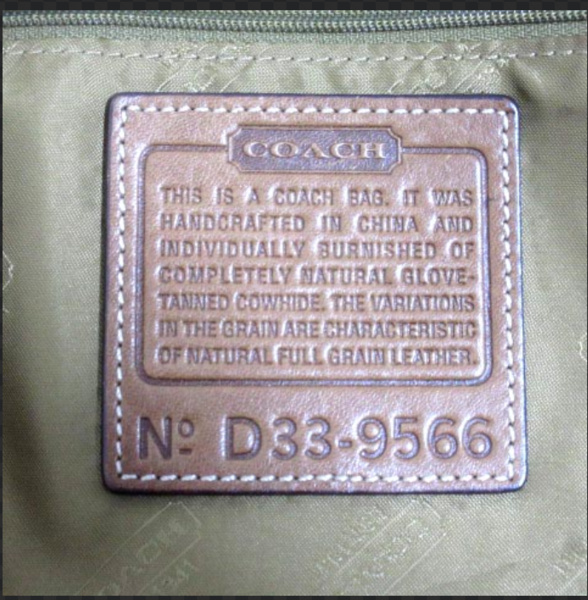 COACH
THIS IS A COACH BAG. IT WAS
HANDCRAFTED IN CHINA AND
INDIVIDUALLY BURNISHED OF
COMPLETELY NATURAL GLOVE-
TANNED COWHIDE. THE VARIATIONS
IN THE GRAIN ARE CHARACTERISTIC
OF NATURAL FULL GRAIN LEATHER.
Nº D33-9566
COACH